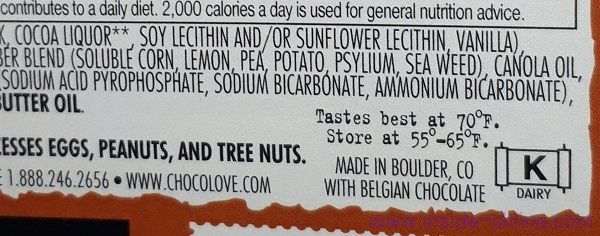 contributes to a daily diet. 2,000 calories a day is used for general nutrition advice.
COCOA LIQUOR**, SOY LECITHIN AND/OR SUNFLOWER LECITHIN, VANILLA),
BER BLEND (SOLUBLE CORN, LEMON, PEA, POTATO, PSYLIUM, SEA WEED), CANOLA OIL,
(SODIUM ACID PYROPHOSPHATE, SODIUM BICARBONATE, AMMONIUM BICARBONATE),
BUTTER OIL.
Tastes best at 70°F.
Store at 55°-65°F.
CESSES EGGS, PEANUTS, AND TREE NUTS.
MADE IN BOULDER, CO
WITH BELGIAN CHOCOLATE
K
DAIRY
1.888.246.2656 • WWW.CHOCOLOVE.COM